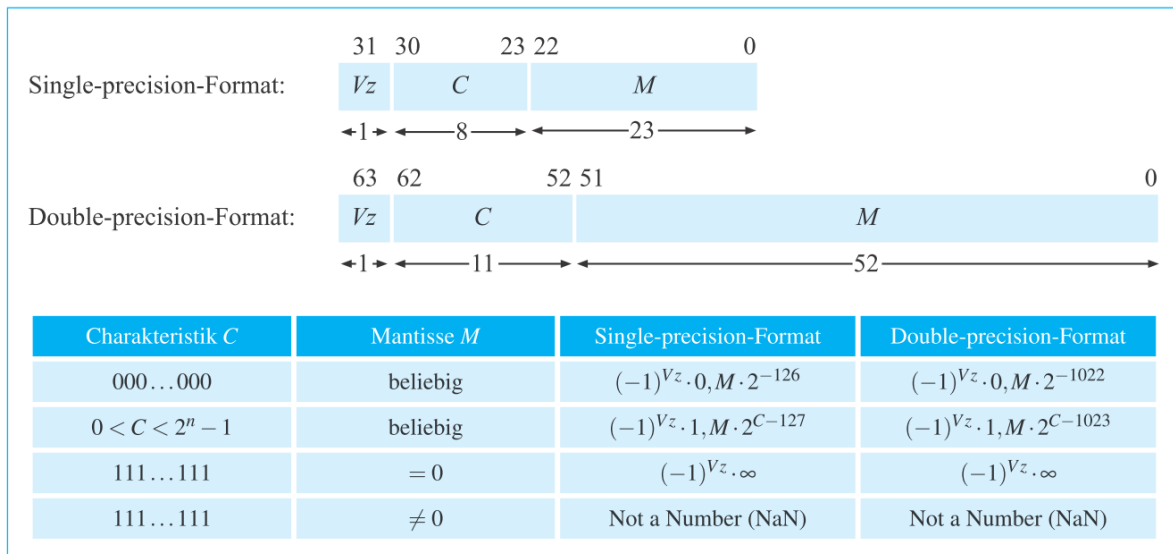 31 30 23 22 0
Single-precision-Format: Vz C M
1 8 23
63 62 52 51 0
Double-precision-Format: Vz C M
1 11 52
Charakteristik C Mantisse M Single-precision-Format Double-precision-Format
000…000 beliebig (−1)^{Vz} · 0, M · 2^{−126} (−1)^{Vz} · 0, M · 2^{−1022}
0 < C < 2^n − 1 beliebig (−1)^{Vz} · 1, M · 2^{C−127} (−1)^{Vz} · 1, M · 2^{C−1023}
111…111 = 0 (−1)^{Vz} · ∞ (−1)^{Vz} · ∞
111…111 ≠ 0 Not a Number (NaN) Not a Number (NaN)